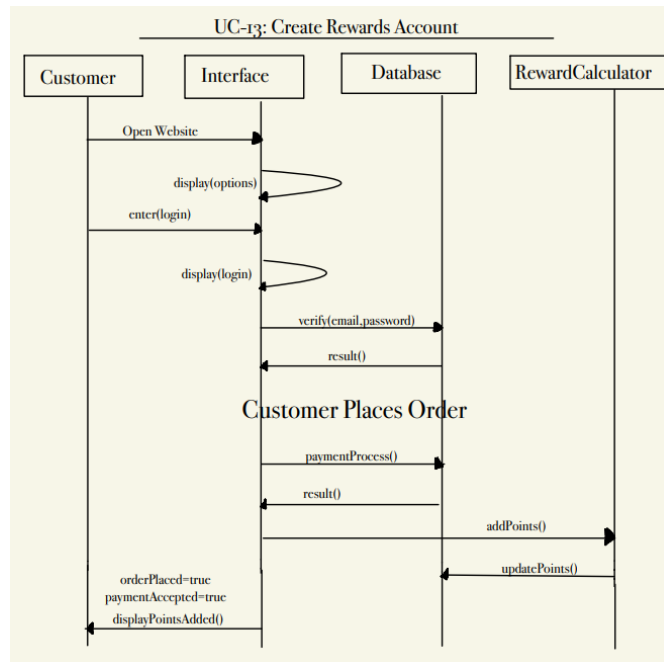 UC-13: Create Rewards Account
Customer
Interface
Database
RewardCalculator
Open Website
display(options)
enter(login)
display(login)
verify(email,password)
result()
Customer Places Order
paymentProcess()
result()
addPoints()
updatePoints()
orderPlaced=true
paymentAccepted=true
displayPointsAdded()